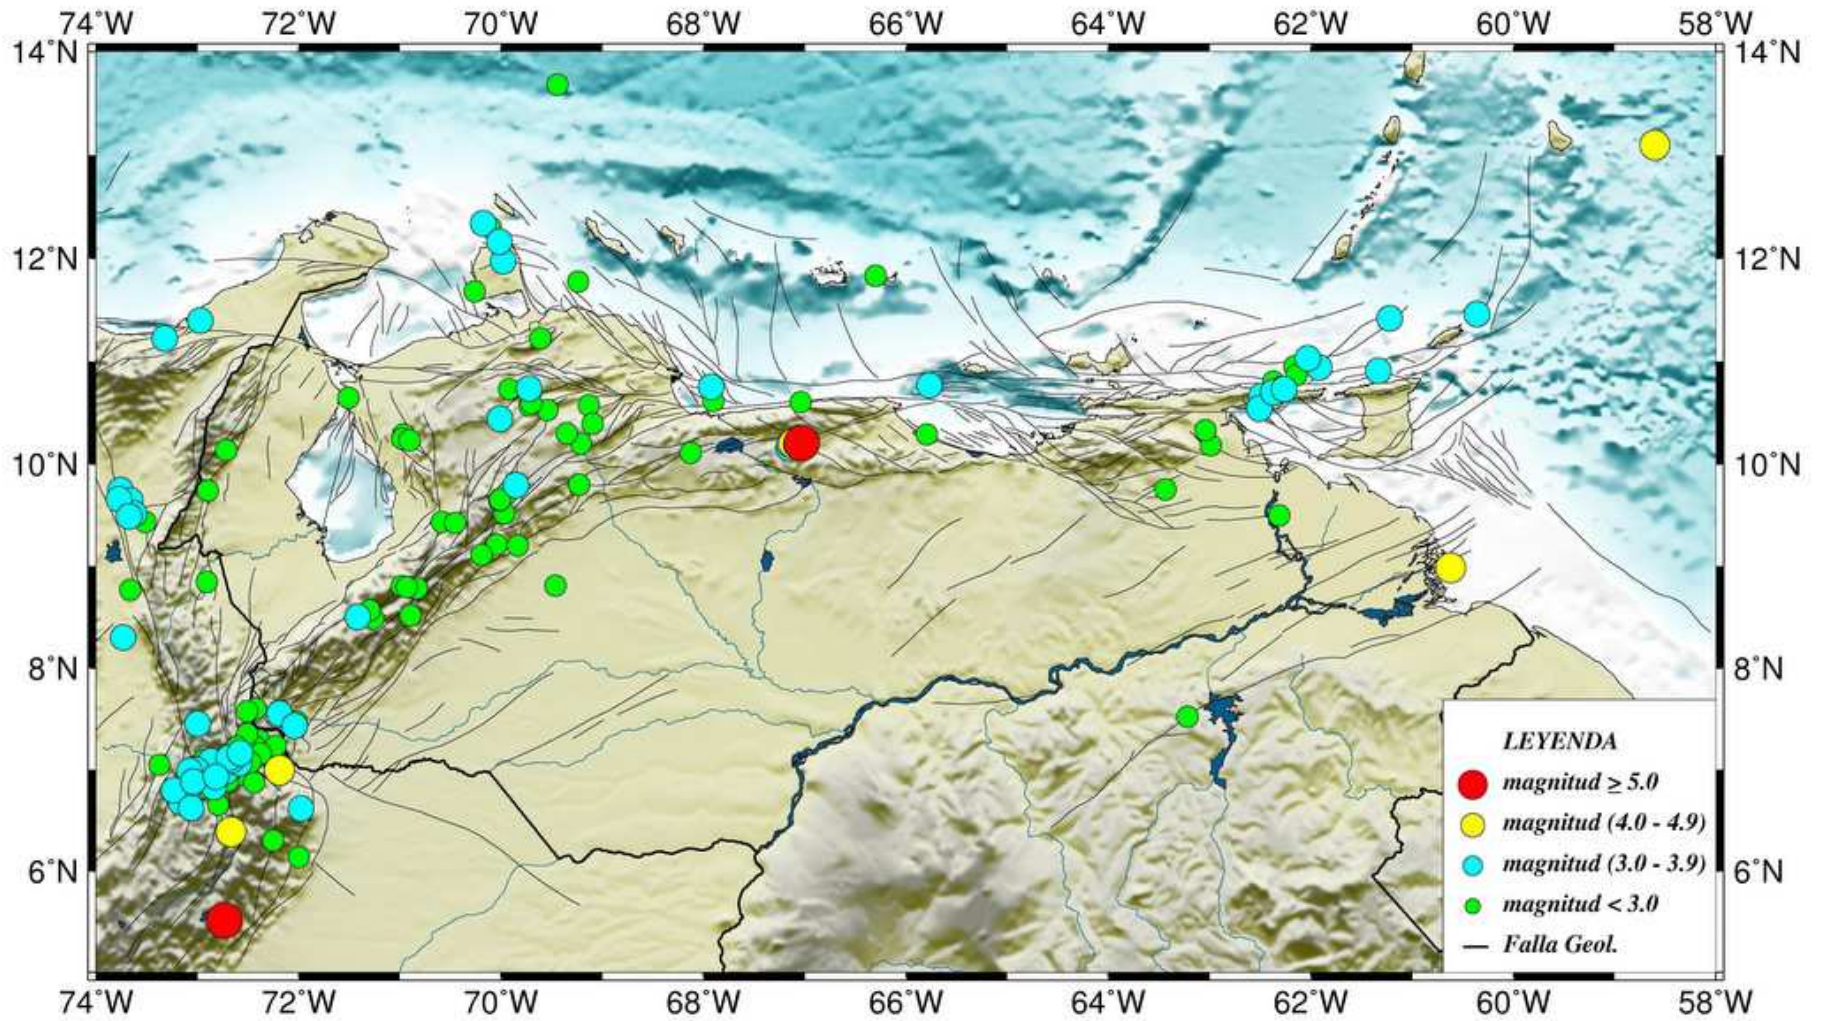 74˚W 72˚W 70˚W 68˚W 66˚W 64˚W 62˚W 60˚W 58˚W
14˚N 14˚N
12˚N 12˚N
10˚N 10˚N
8˚N 8˚N
6˚N 6˚N
LEYENDA
magnitud ≥ 5.0
magnitud (4.0 - 4.9)
magnitud (3.0 - 3.9)
magnitud < 3.0
Falla Geol.
74˚W 72˚W 70˚W 68˚W 66˚W 64˚W 62˚W 60˚W 58˚W